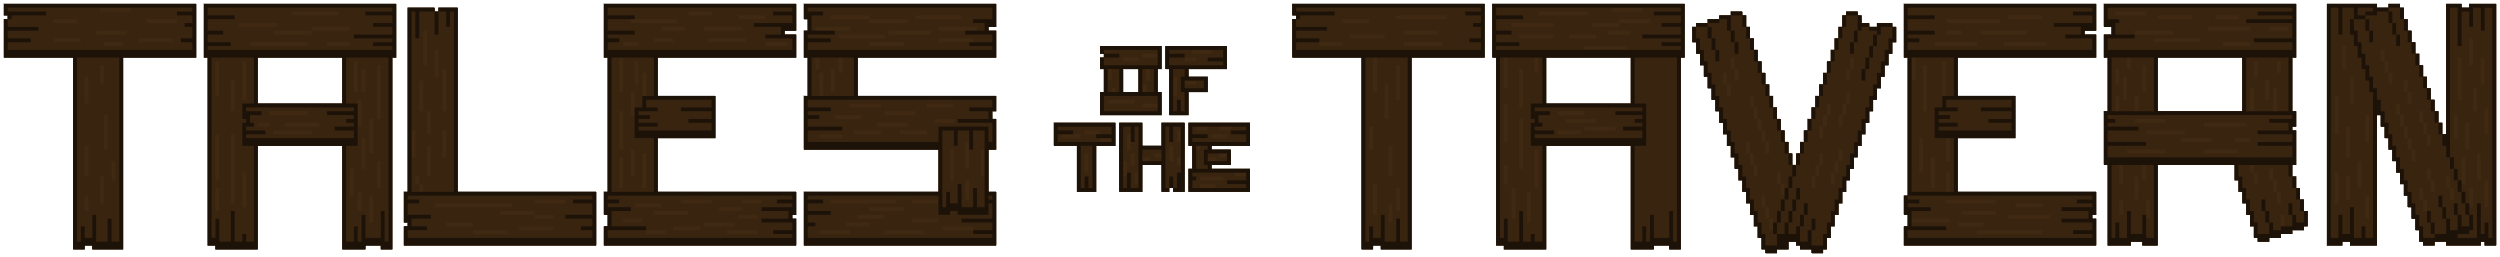 TALES OF THE TAVERN